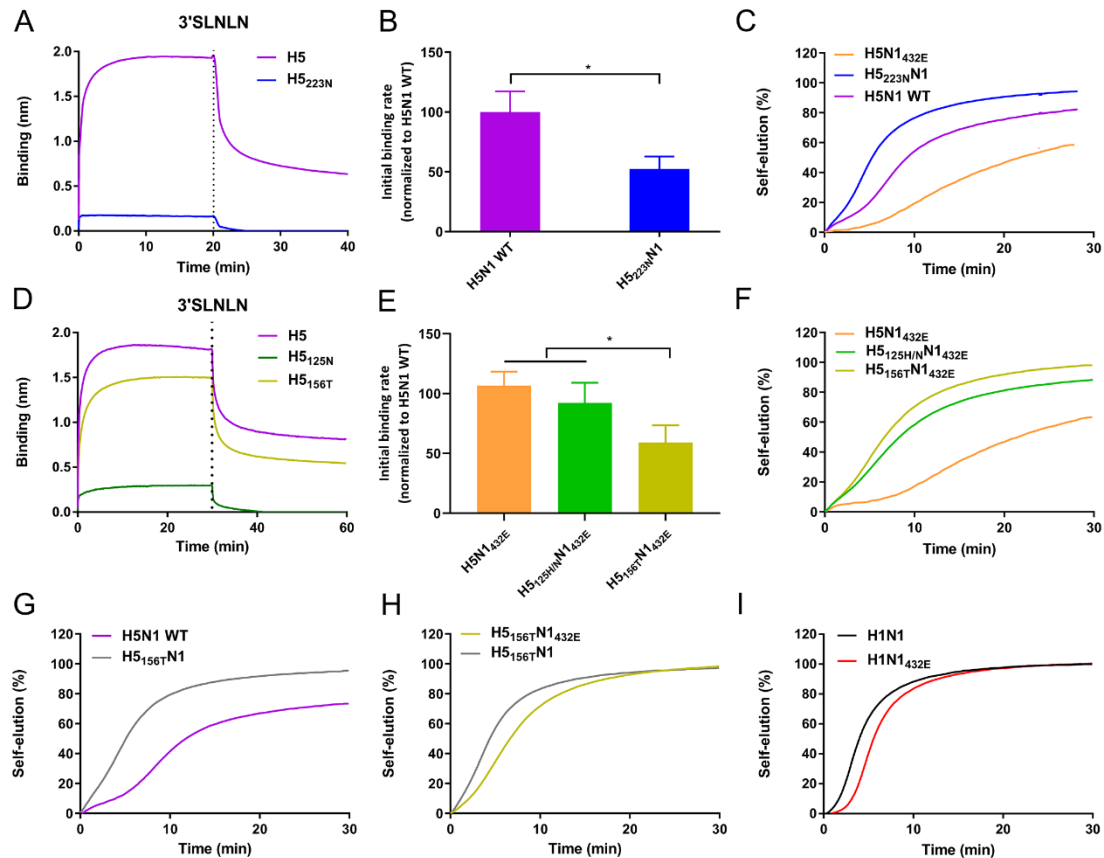 A
3'SLNLN
H5
H5223N
Binding (nm)
2.0
1.5
1.0
0.5
0.0
0 10 20 30 40
Time (min)
B
Initial binding rate
(normalized to H5N1 WT)
150
100
50
0
*
H5N1 WT
H5223NN1
C
H5N1432E
H5223NN1
H5N1 WT
Self-elution (%)
120
100
80
60
40
20
0
0 10 20 30
Time (min)
D
3'SLNLN
H5
H5125N
H5156T
Binding (nm)
2.0
1.5
1.0
0.5
0.0
0 20 40 60
Time (min)
E
Initial binding rate
(normalized to H5N1 WT)
150
100
50
0
*
H5N1432E
H5125H/NN1432E
H5156TN1432E
F
H5N1432E
H5125H/NN1432E
H5156TN1432E
Self-elution (%)
120
100
80
60
40
20
0
0 10 20 30
Time (min)
G
H5N1 WT
H5156TN1
Self-elution (%)
120
100
80
60
40
20
0
0 10 20 30
Time (min)
H
H5156TN1432E
H5156TN1
Self-elution (%)
120
100
80
60
40
20
0
0 10 20 30
Time (min)
I
H1N1
H1N1432E
Self-elution (%)
120
100
80
60
40
20
0
0 10 20 30
Time (min)